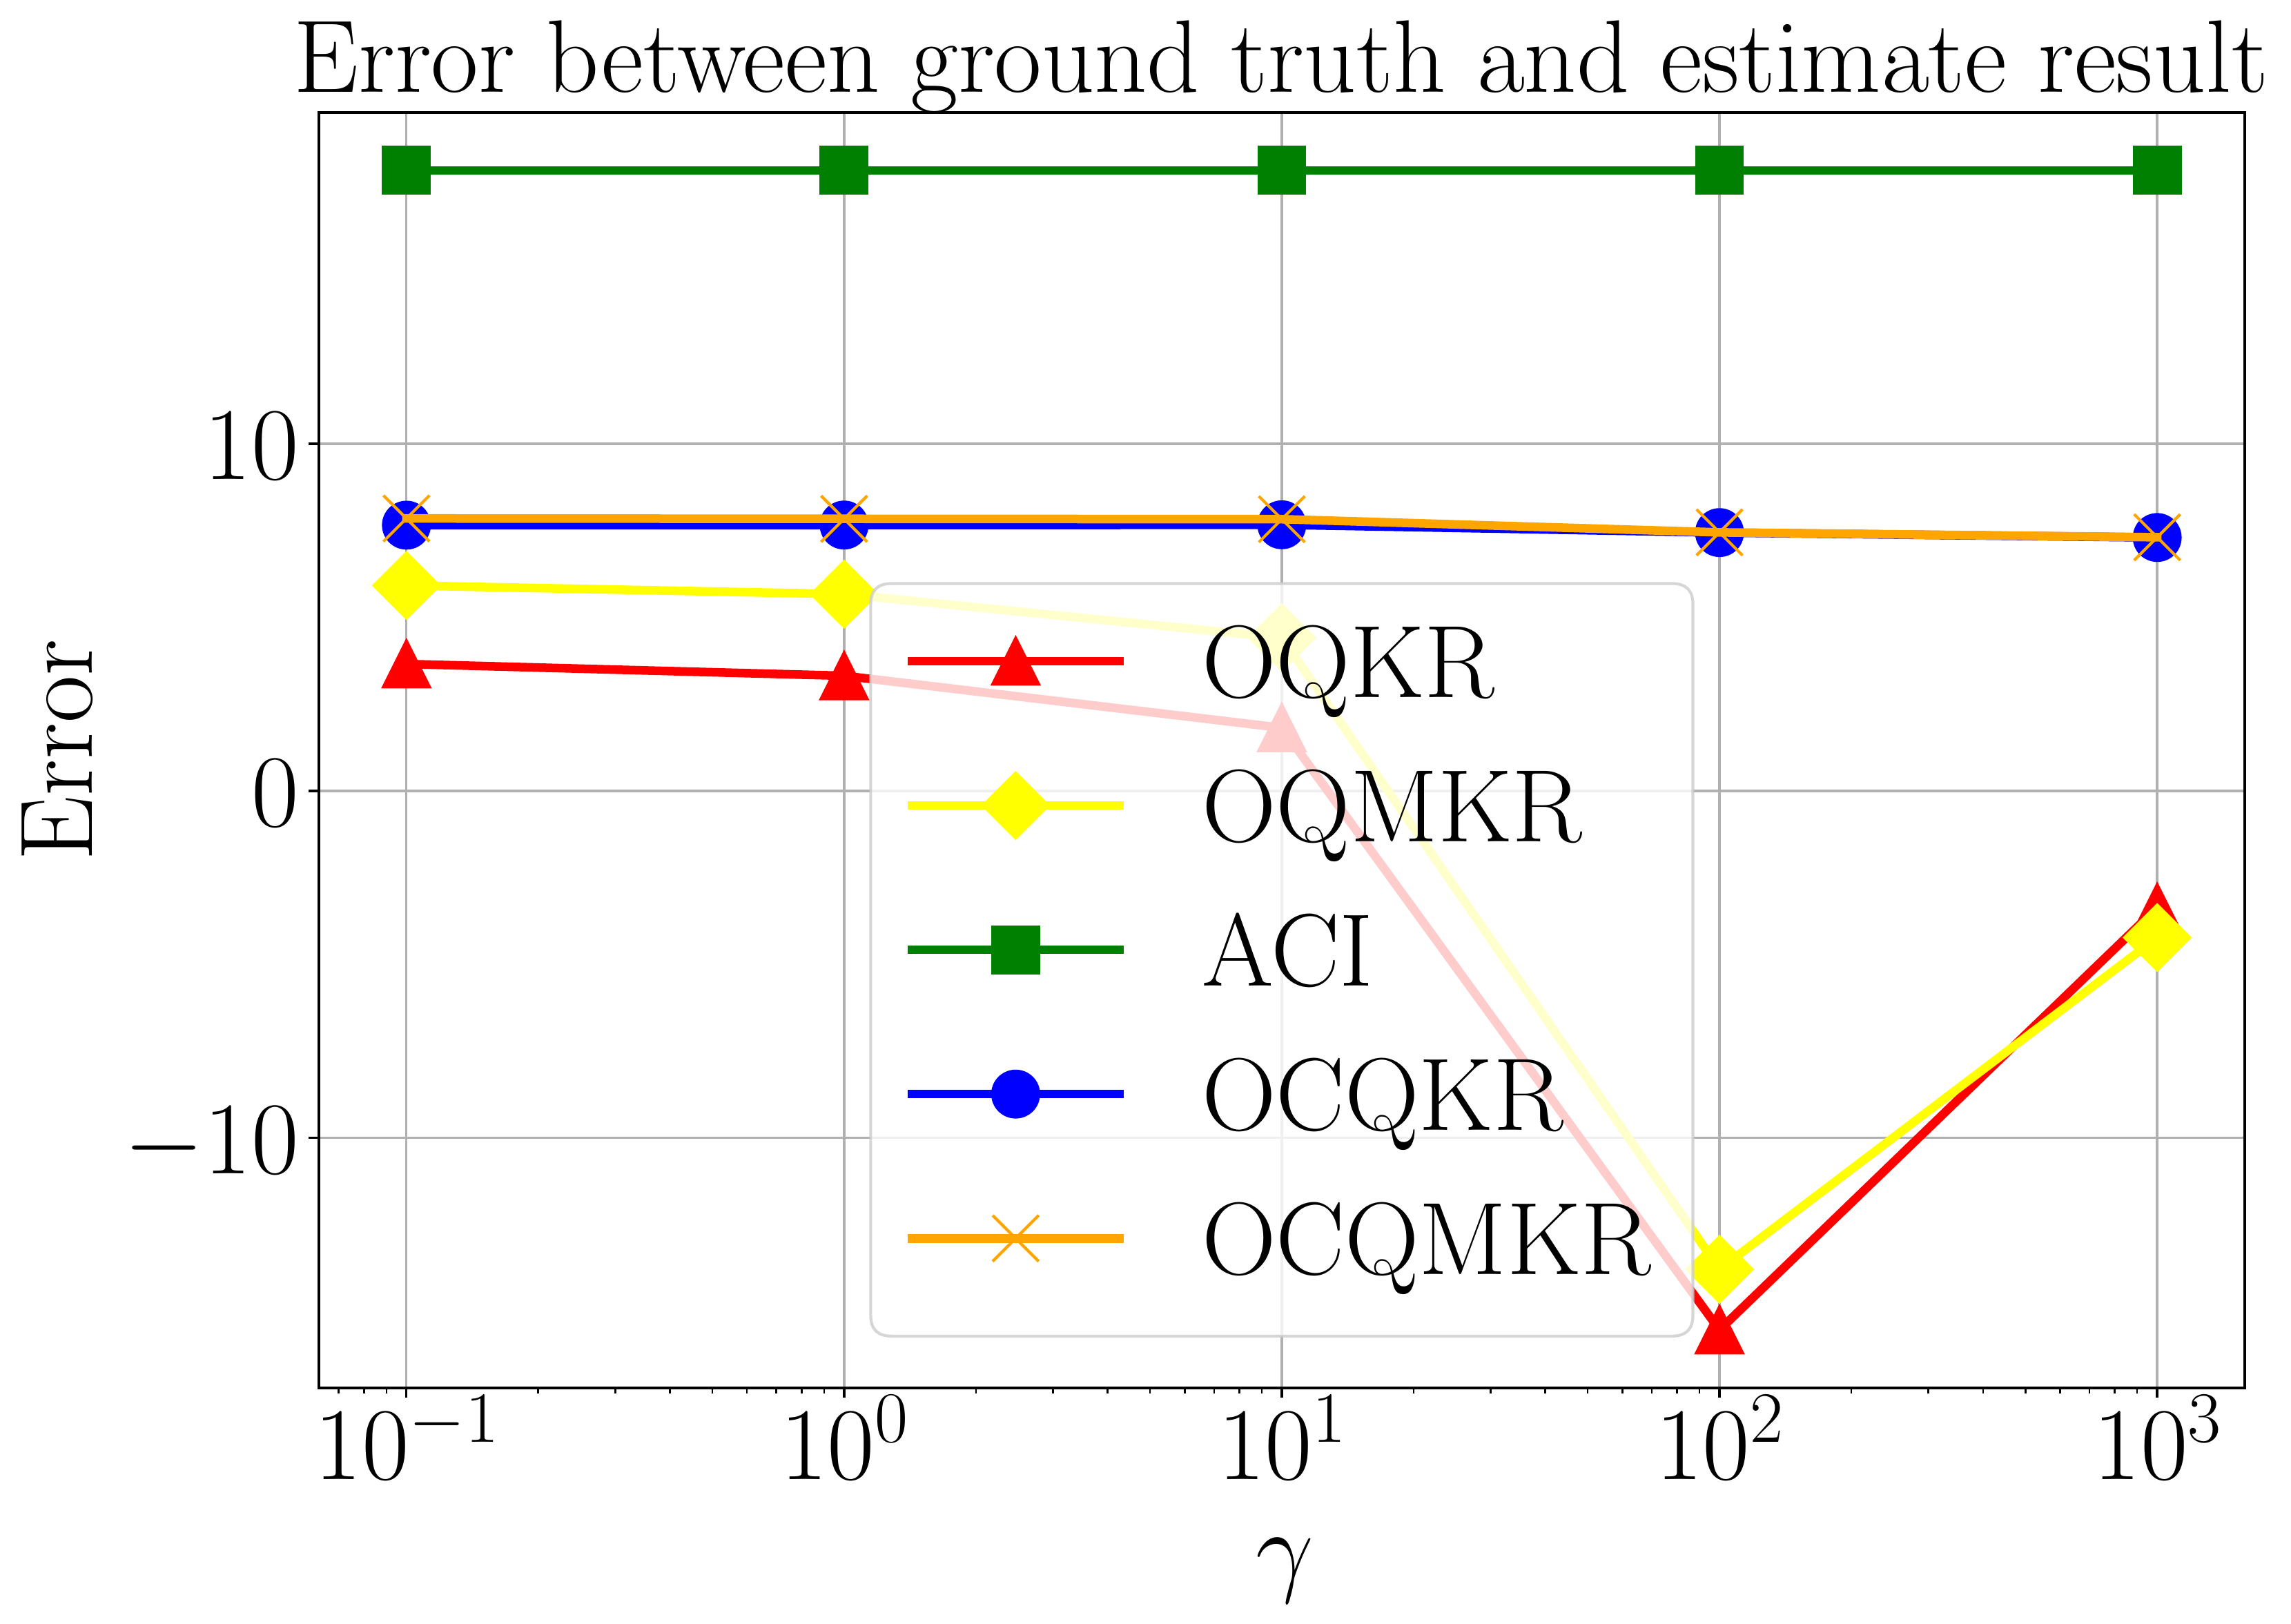 Error between ground truth and estimate result
Error
10
0
−10
OQKR
OQMKR
ACI
OCQKR
OCQMKR
10⁻¹ 10⁰ 10¹ 10² 10³
γ